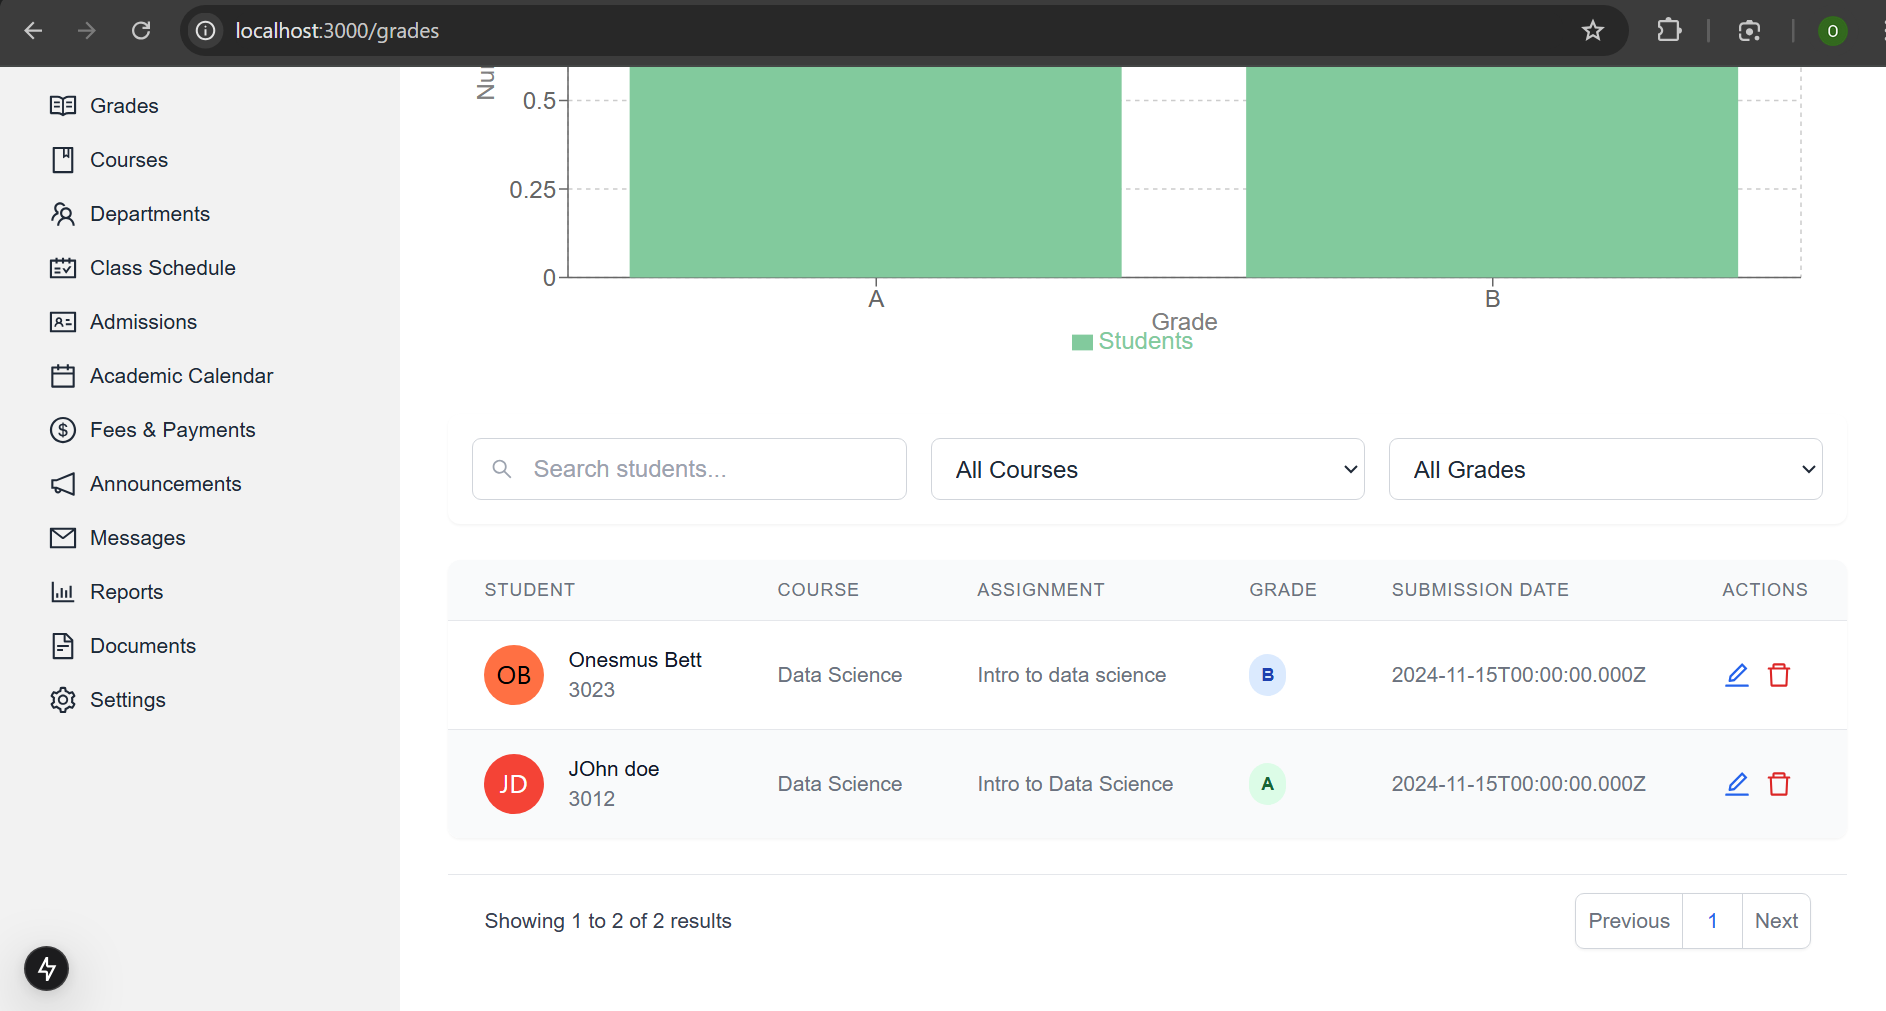 localhost:3000/grades
O
Grades
Courses
Departments
Class Schedule
Admissions
Academic Calendar
Fees & Payments
Announcements
Messages
Reports
Documents
Settings
0.5
0.25
0
A
B
Grade
Students
Search students...
All Courses
All Grades
STUDENT COURSE ASSIGNMENT GRADE SUBMISSION DATE ACTIONS
OB Onesmus Bett
3023
Data Science Intro to data science B 2024-11-15T00:00:00.000Z
JD JOhn doe
3012
Data Science Intro to Data Science A 2024-11-15T00:00:00.000Z
Showing 1 to 2 of 2 results
Previous 1 Next